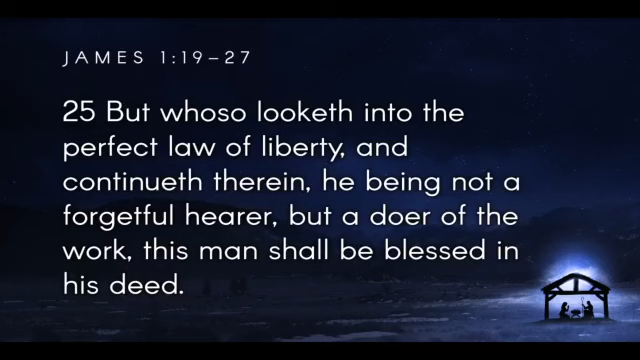 JAMES 1:19–27
25 But whoso looketh into the
perfect law of liberty, and
continueth therein, he being not a
forgetful hearer, but a doer of the
work, this man shall be blessed in
his deed.